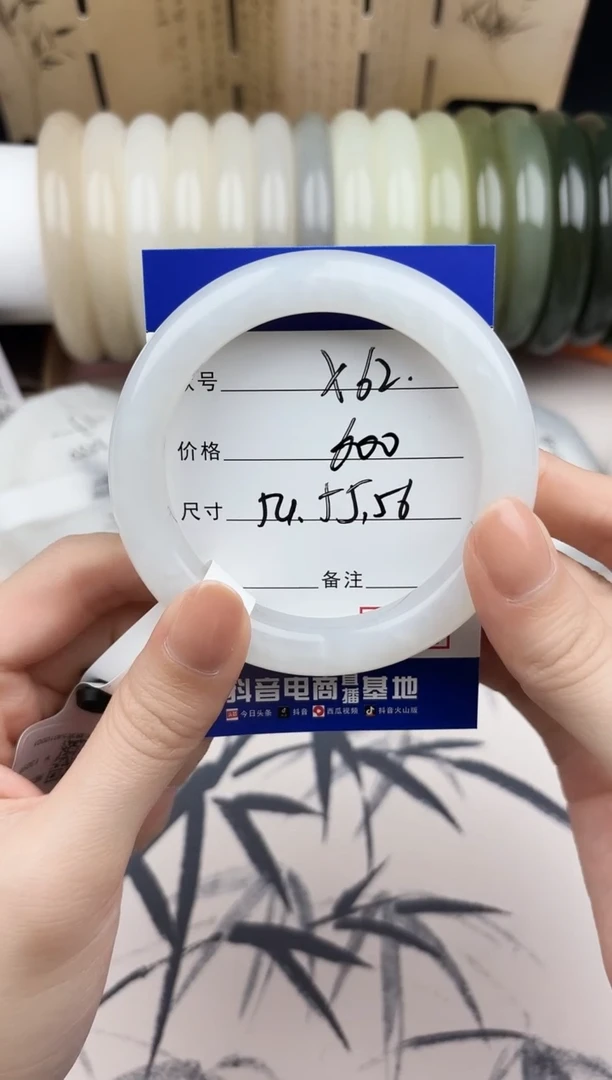 号 X62.
价格 600
尺寸 54.55.56
备注
抖音电商直播基地
今日头条 抖音 西瓜视频 抖音火山版